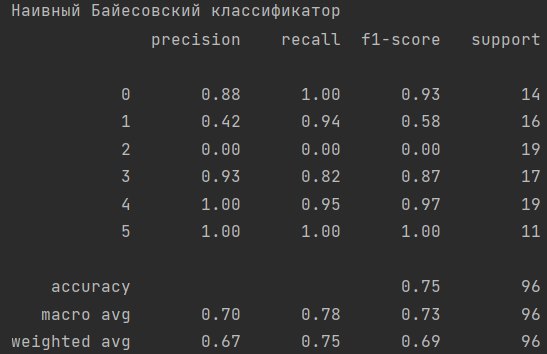 Наивный Байесовский классификатор
precision recall f1-score support
0 0.88 1.00 0.93 14
1 0.42 0.94 0.58 16
2 0.00 0.00 0.00 19
3 0.93 0.82 0.87 17
4 1.00 0.95 0.97 19
5 1.00 1.00 1.00 11
accuracy 0.75 96
macro avg 0.70 0.78 0.73 96
weighted avg 0.67 0.75 0.69 96